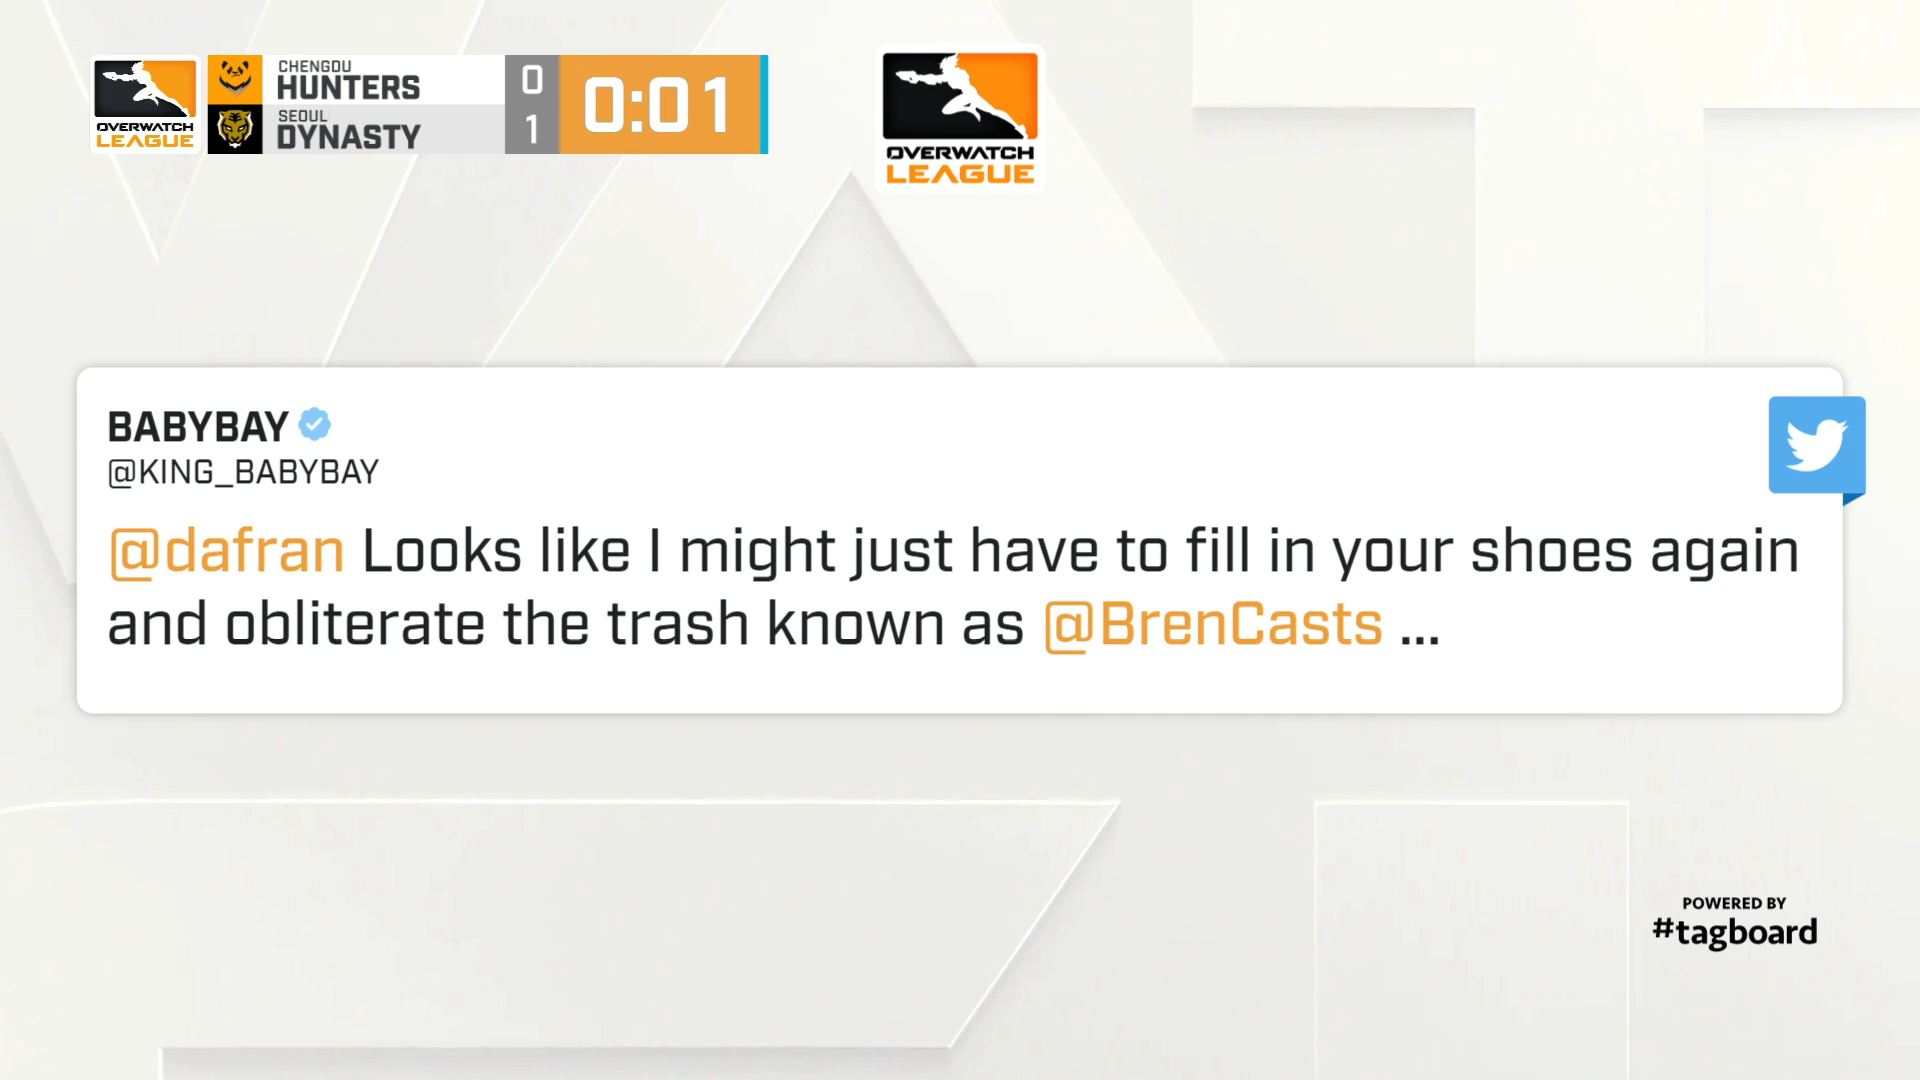 OVERWATCH
LEAGUE
CHENGDU
HUNTERS
0
SEOUL
DYNASTY
1
0:01
OVERWATCH
LEAGUE
BABYBAY
@KING_BABYBAY
@dafran Looks like I might just have to fill in your shoes again
and obliterate the trash known as @BrenCasts ...
POWERED BY
#tagboard